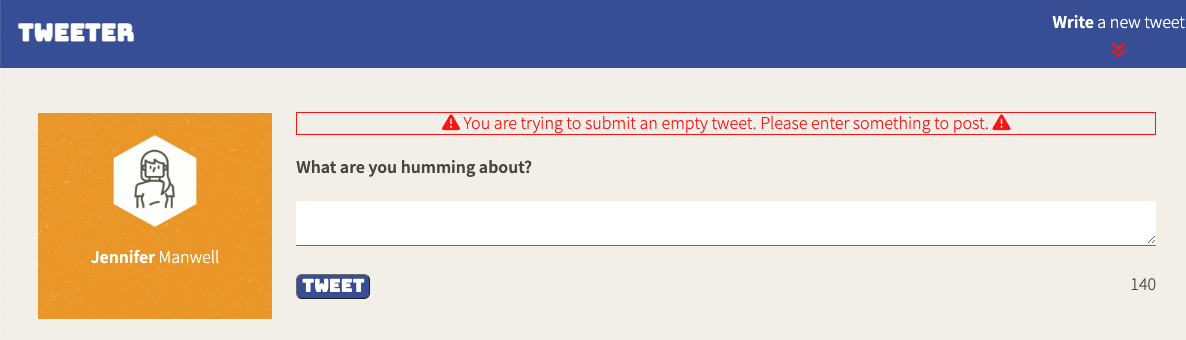 TWEETER
Write a new tweet
You are trying to submit an empty tweet. Please enter something to post.
What are you humming about?
Jennifer Manwell
TWEET
140